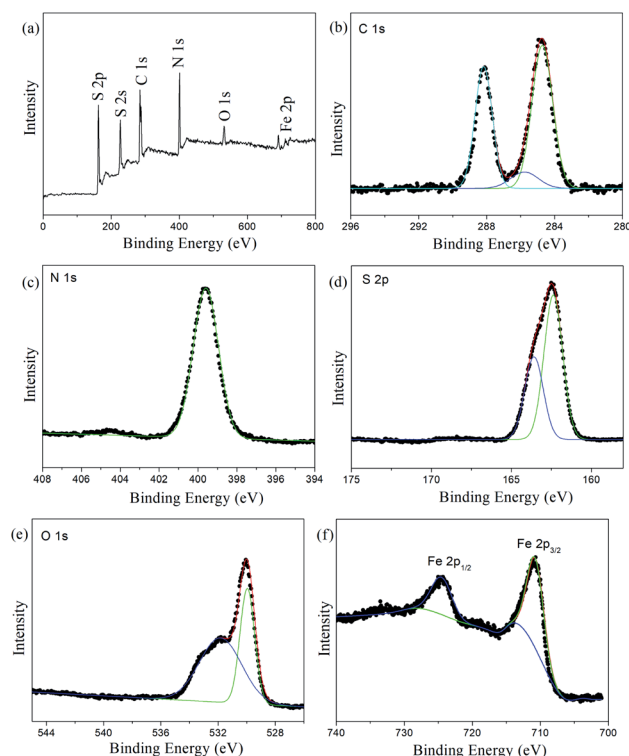 (a)
S 2p
S 2s
C 1s
N 1s
O 1s
Fe 2p
Intensity
0 200 400 600 800
Binding Energy (eV)
(b)
C 1s
Intensity
296 292 288 284 280
Binding Energy (eV)
(c)
N 1s
Intensity
408 406 404 402 400 398 396 394
Binding Energy (eV)
(d)
S 2p
Intensity
175 170 165 160
Binding Energy (eV)
(e)
O 1s
Intensity
544 540 536 532 528
Binding Energy (eV)
(f)
Fe 2p1/2
Fe 2p3/2
Intensity
740 730 720 710 700
Binding Energy (eV)